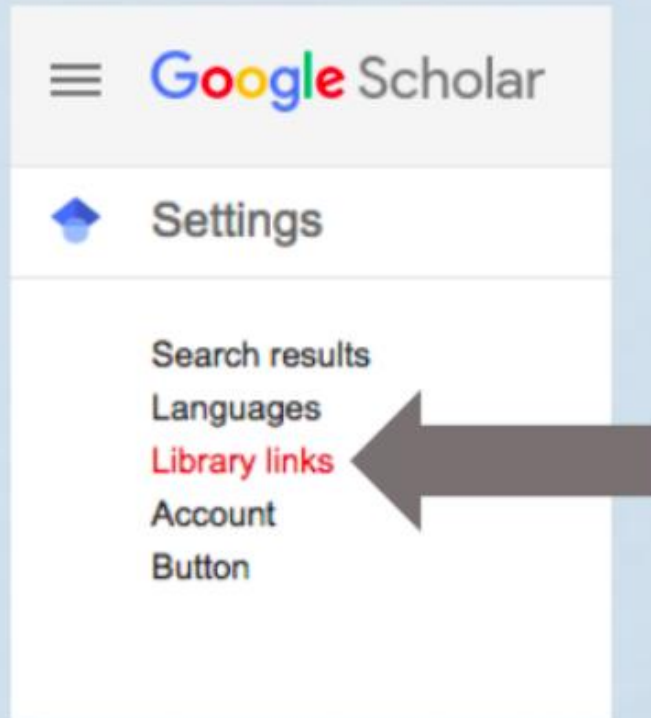 Google Scholar
Settings
Search results
Languages
Library links
Account
Button